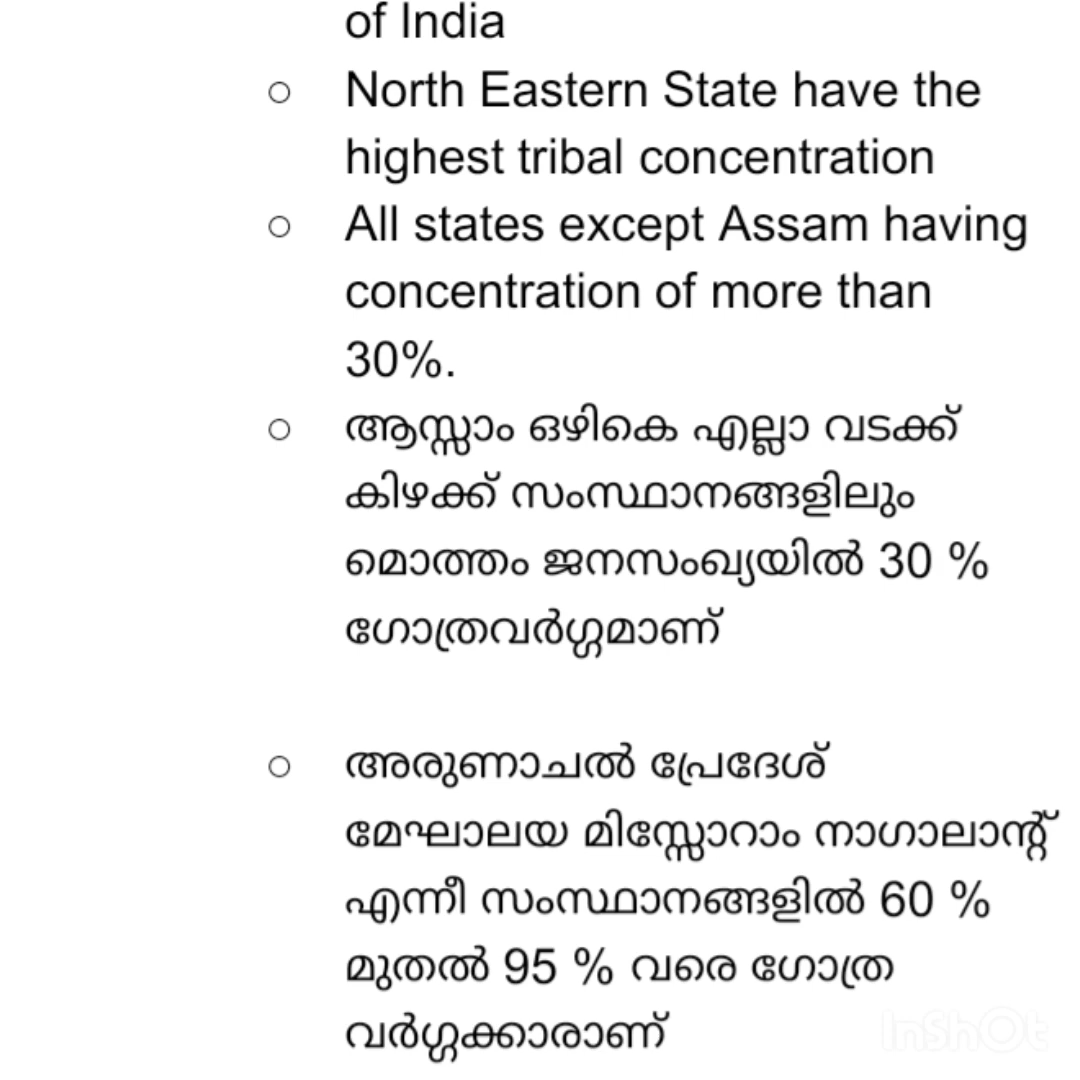 of India
○ North Eastern State have the
highest tribal concentration
○ All states except Assam having
concentration of more than
30%.
○ ആസ്സാം ഒഴികെ എല്ലാ വടക്ക്
കിഴക്ക് സംസ്ഥാനങ്ങളിലും
മൊത്തം ജനസംഖ്യയിൽ 30 %
ഗോത്രവർഗ്ഗമാണ്
○ അരുണാചൽ പ്രേദേശ്
മേഘാലയ മിസ്സോറാം നാഗാലാന്റ്
എന്നീ സംസ്ഥാനങ്ങളിൽ 60 %
മുതൽ 95 % വരെ ഗോത്ര
വർഗ്ഗക്കാരാണ്
InShOt